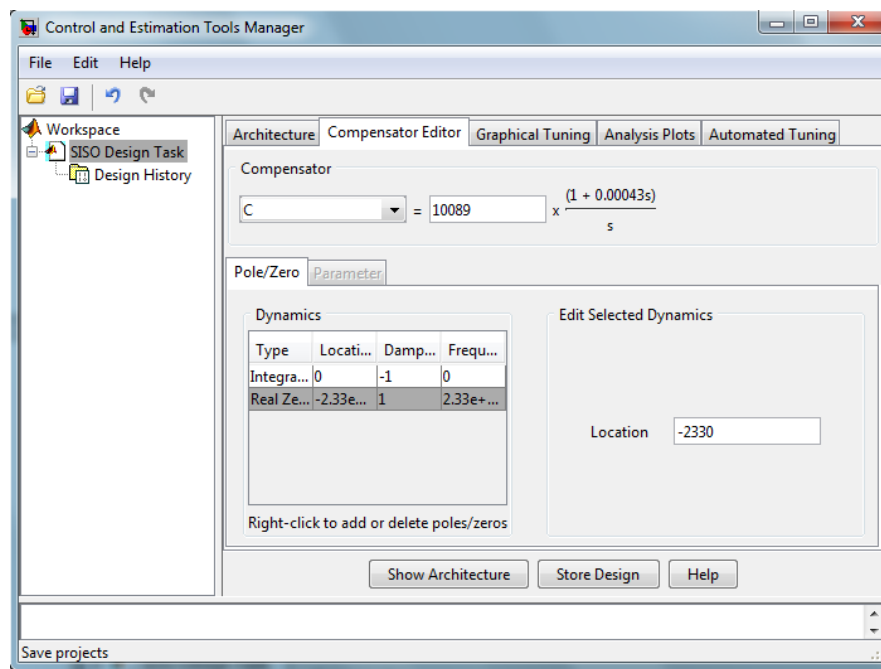 Control and Estimation Tools Manager
File Edit Help
Workspace
SISO Design Task
Design History
Architecture Compensator Editor Graphical Tuning Analysis Plots Automated Tuning
Compensator
C = 10089 x (1 + 0.00043s)
s
Pole/Zero Parameter
Dynamics
Type Locati... Damp... Frequ...
Integra... 0 -1 0
Real Ze... -2.33e... 1 2.33e+...
Right-click to add or delete poles/zeros
Edit Selected Dynamics
Location -2330
Show Architecture Store Design Help
Save projects